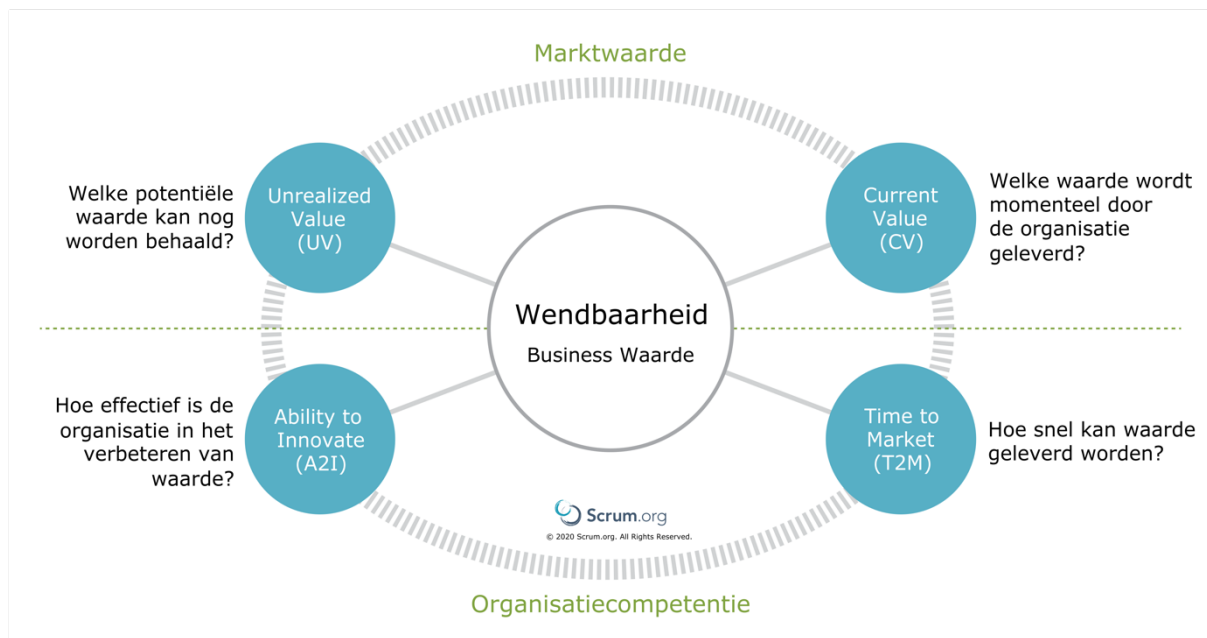 Marktwaarde
Welke potentiële
waarde kan nog
worden behaald?
Unrealized
Value
(UV)
Current
Value
(CV)
Welke waarde wordt
momenteel door
de organisatie
geleverd?
Wendbaarheid
Business Waarde
Hoe effectief is de
organisatie in het
verbeteren van
waarde?
Ability to
Innovate
(A2I)
Time to
Market
(T2M)
Hoe snel kan waarde
geleverd worden?
Scrum.org
© 2020 Scrum.org. All Rights Reserved.
Organisatiecompetentie